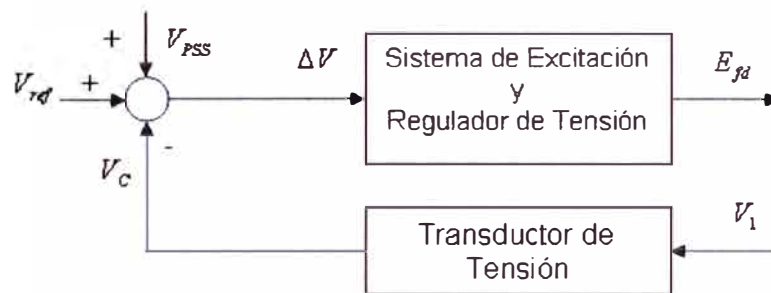 +
V_PSS
ΔV
Sistema de Excitación
y
Regulador de Tensión
E_fd
V_ref
+
-
V_C
Transductor de
Tensión
V_1